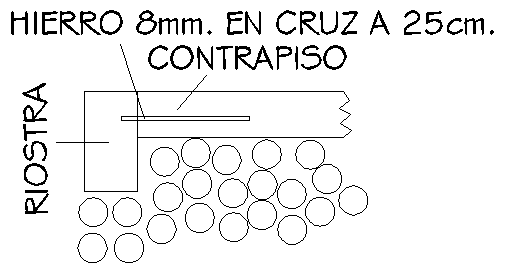 HIERRO 8mm. EN CRUZ A 25cm.
CONTRAPISO
RIOSTRA